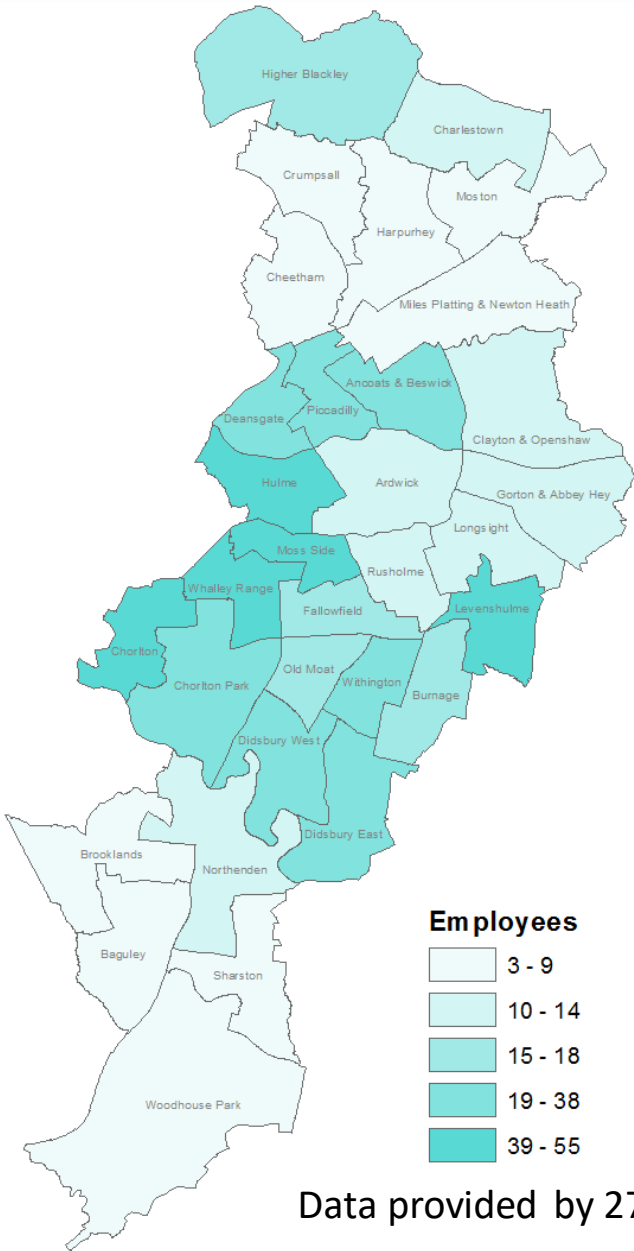 Higher Blackley
Charlestown
Crumpsall
Moston
Harpurhey
Cheetham
Miles Platting & Newton Heath
Ancoats & Beswick
Piccadilly
Deansgate
Clayton & Openshaw
Hulme
Ardwick
Gorton & Abbey Hey
Longsight
Moss Side
Rusholme
Whalley Range
Fallowfield
Levenshulme
Chorlton
Old Moat
Withington
Chorlton Park
Burnage
Didsbury West
Didsbury East
Brooklands
Northenden
Baguley
Sharston
Woodhouse Park
Employees
3 - 9
10 - 14
15 - 18
19 - 38
39 - 55
Data provided by 27